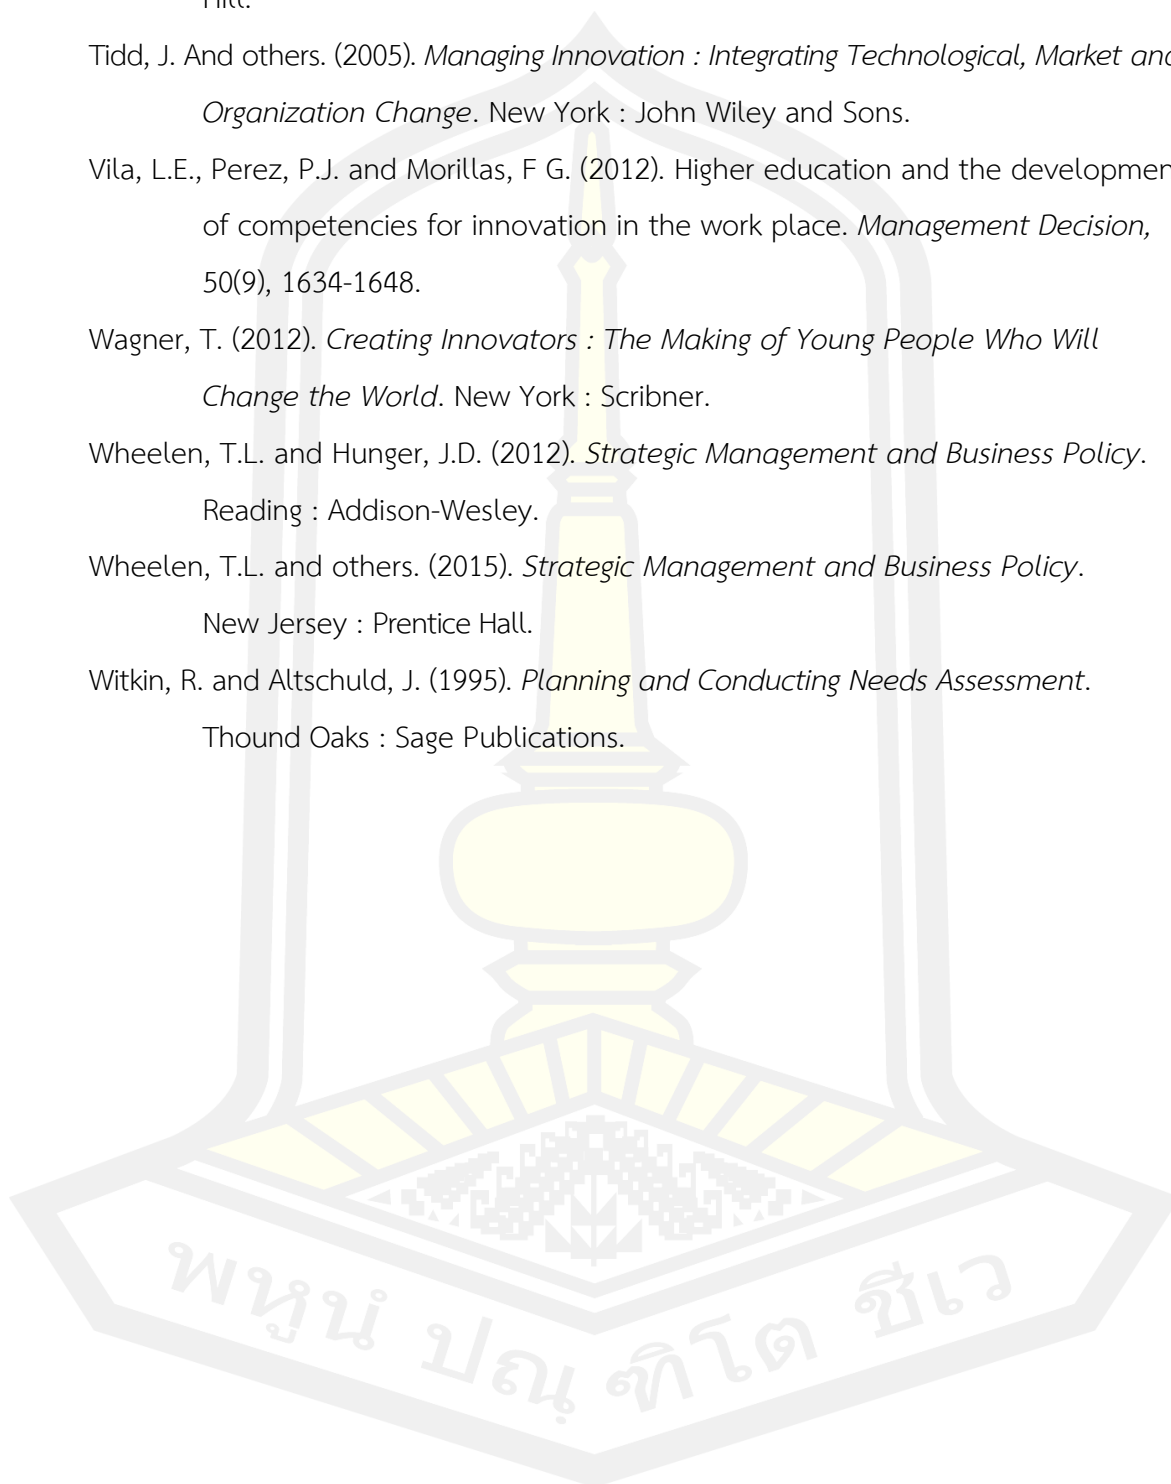 Hill.
Tidd, J. And others. (2005). Managing Innovation : Integrating Technological, Market and
Organization Change. New York : John Wiley and Sons.
Vila, L.E., Perez, P.J. and Morillas, F G. (2012). Higher education and the developmen
of competencies for innovation in the work place. Management Decision,
50(9), 1634-1648.
Wagner, T. (2012). Creating Innovators : The Making of Young People Who Will
Change the World. New York : Scribner.
Wheelen, T.L. and Hunger, J.D. (2012). Strategic Management and Business Policy.
Reading : Addison-Wesley.
Wheelen, T.L. and others. (2015). Strategic Management and Business Policy.
New Jersey : Prentice Hall.
Witkin, R. and Altschuld, J. (1995). Planning and Conducting Needs Assessment.
Thound Oaks : Sage Publications.
พหูนํ ปณฺฑิโต ชีเว